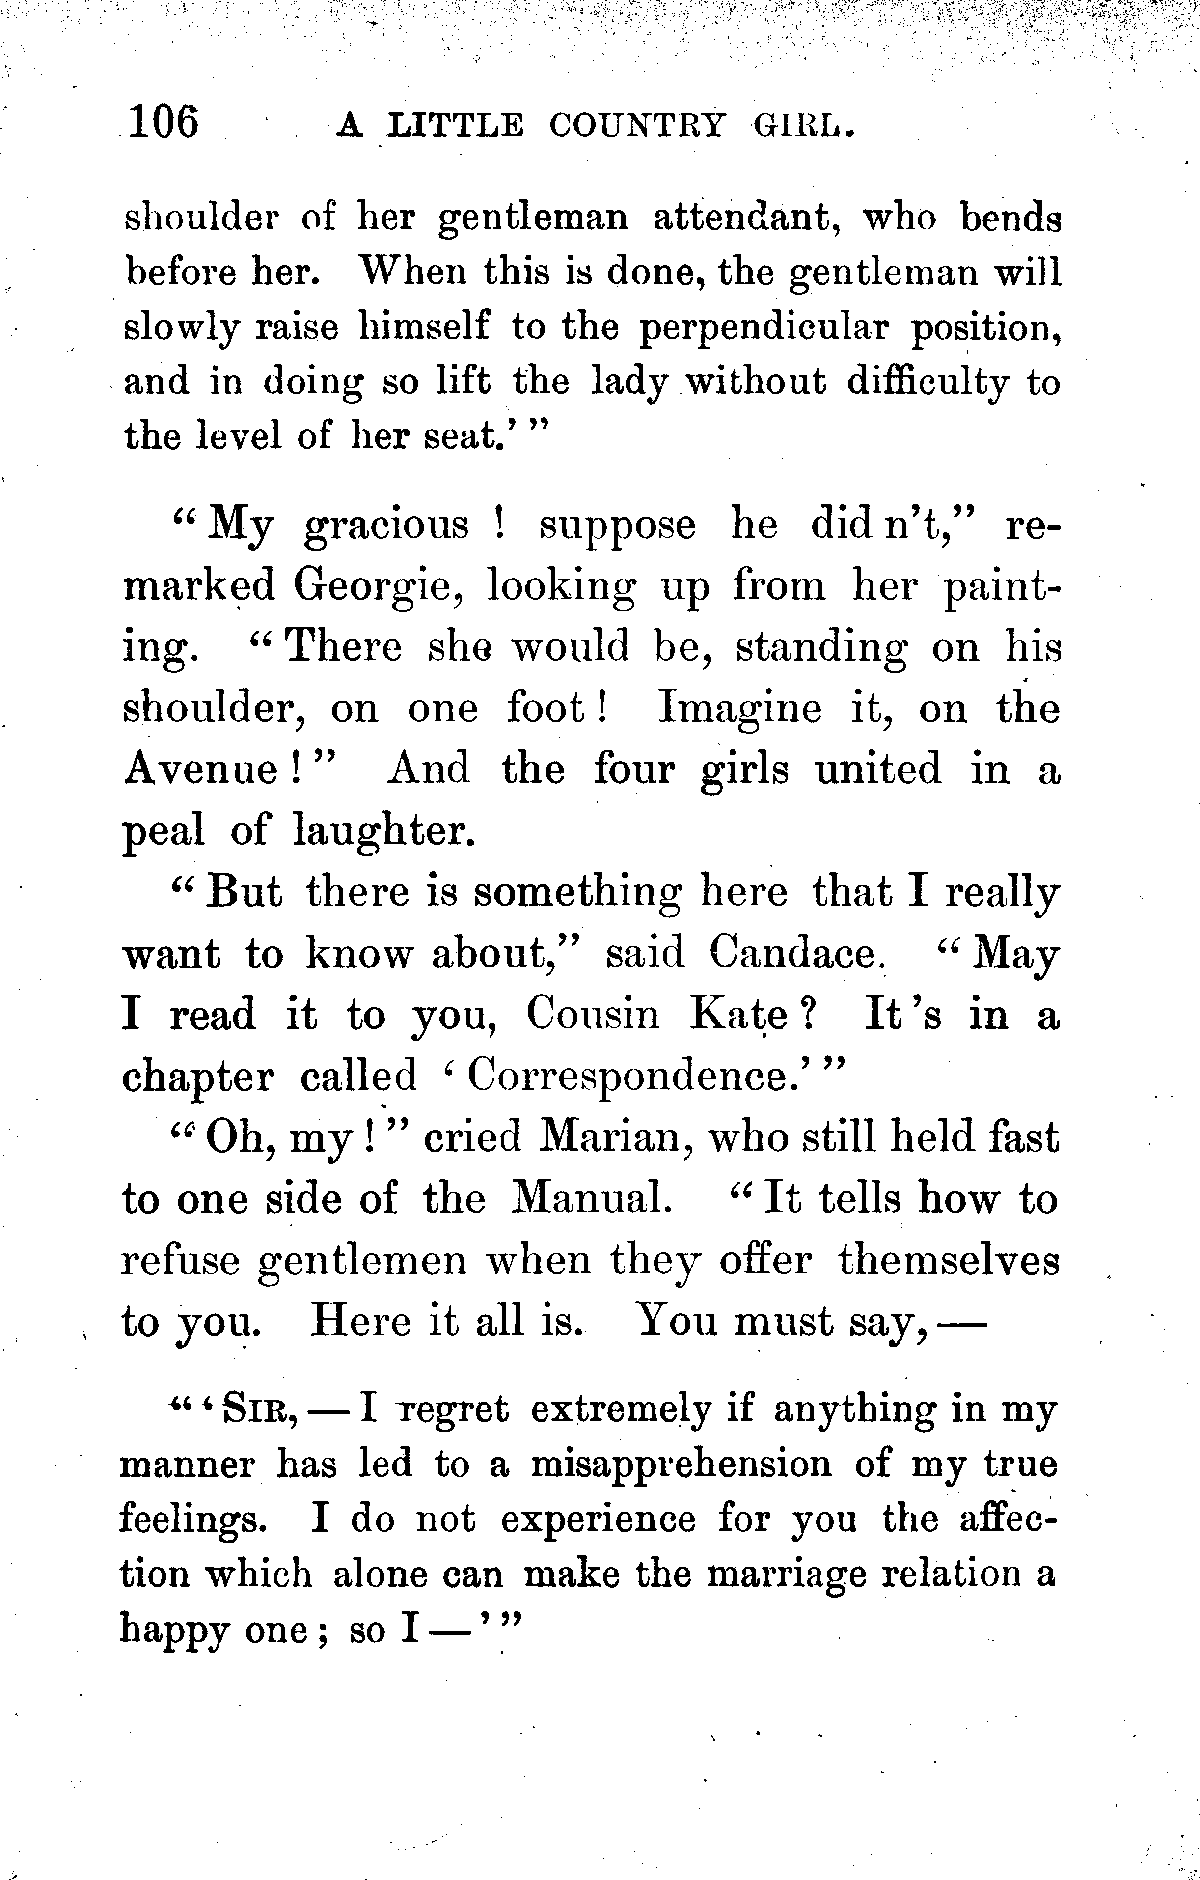 106 A LITTLE COUNTRY GIRL.
shoulder of her gentleman attendant, who bends
before her. When this is done, the gentleman will
slowly raise himself to the perpendicular position,
and in doing so lift the lady without difficulty to
the level of her seat.’ ”
“ My gracious ! suppose he did n’t,” re-
marked Georgie, looking up from her paint-
ing. “ There she would be, standing on his
shoulder, on one foot ! Imagine it, on the
Avenue ! ” And the four girls united in a
peal of laughter.
“ But there is something here that I really
want to know about,” said Candace. “ May
I read it to you, Cousin Kate ? It ’s in a
chapter called ‘ Correspondence.’ ”
“ Oh, my ! ” cried Marian, who still held fast
to one side of the Manual. “ It tells how to
refuse gentlemen when they offer themselves
to you. Here it all is. You must say, —
“ ‘ SIR, — I regret extremely if anything in my
manner has led to a misapprehension of my true
feelings. I do not experience for you the affec-
tion which alone can make the marriage relation a
happy one ; so I — ’ ”